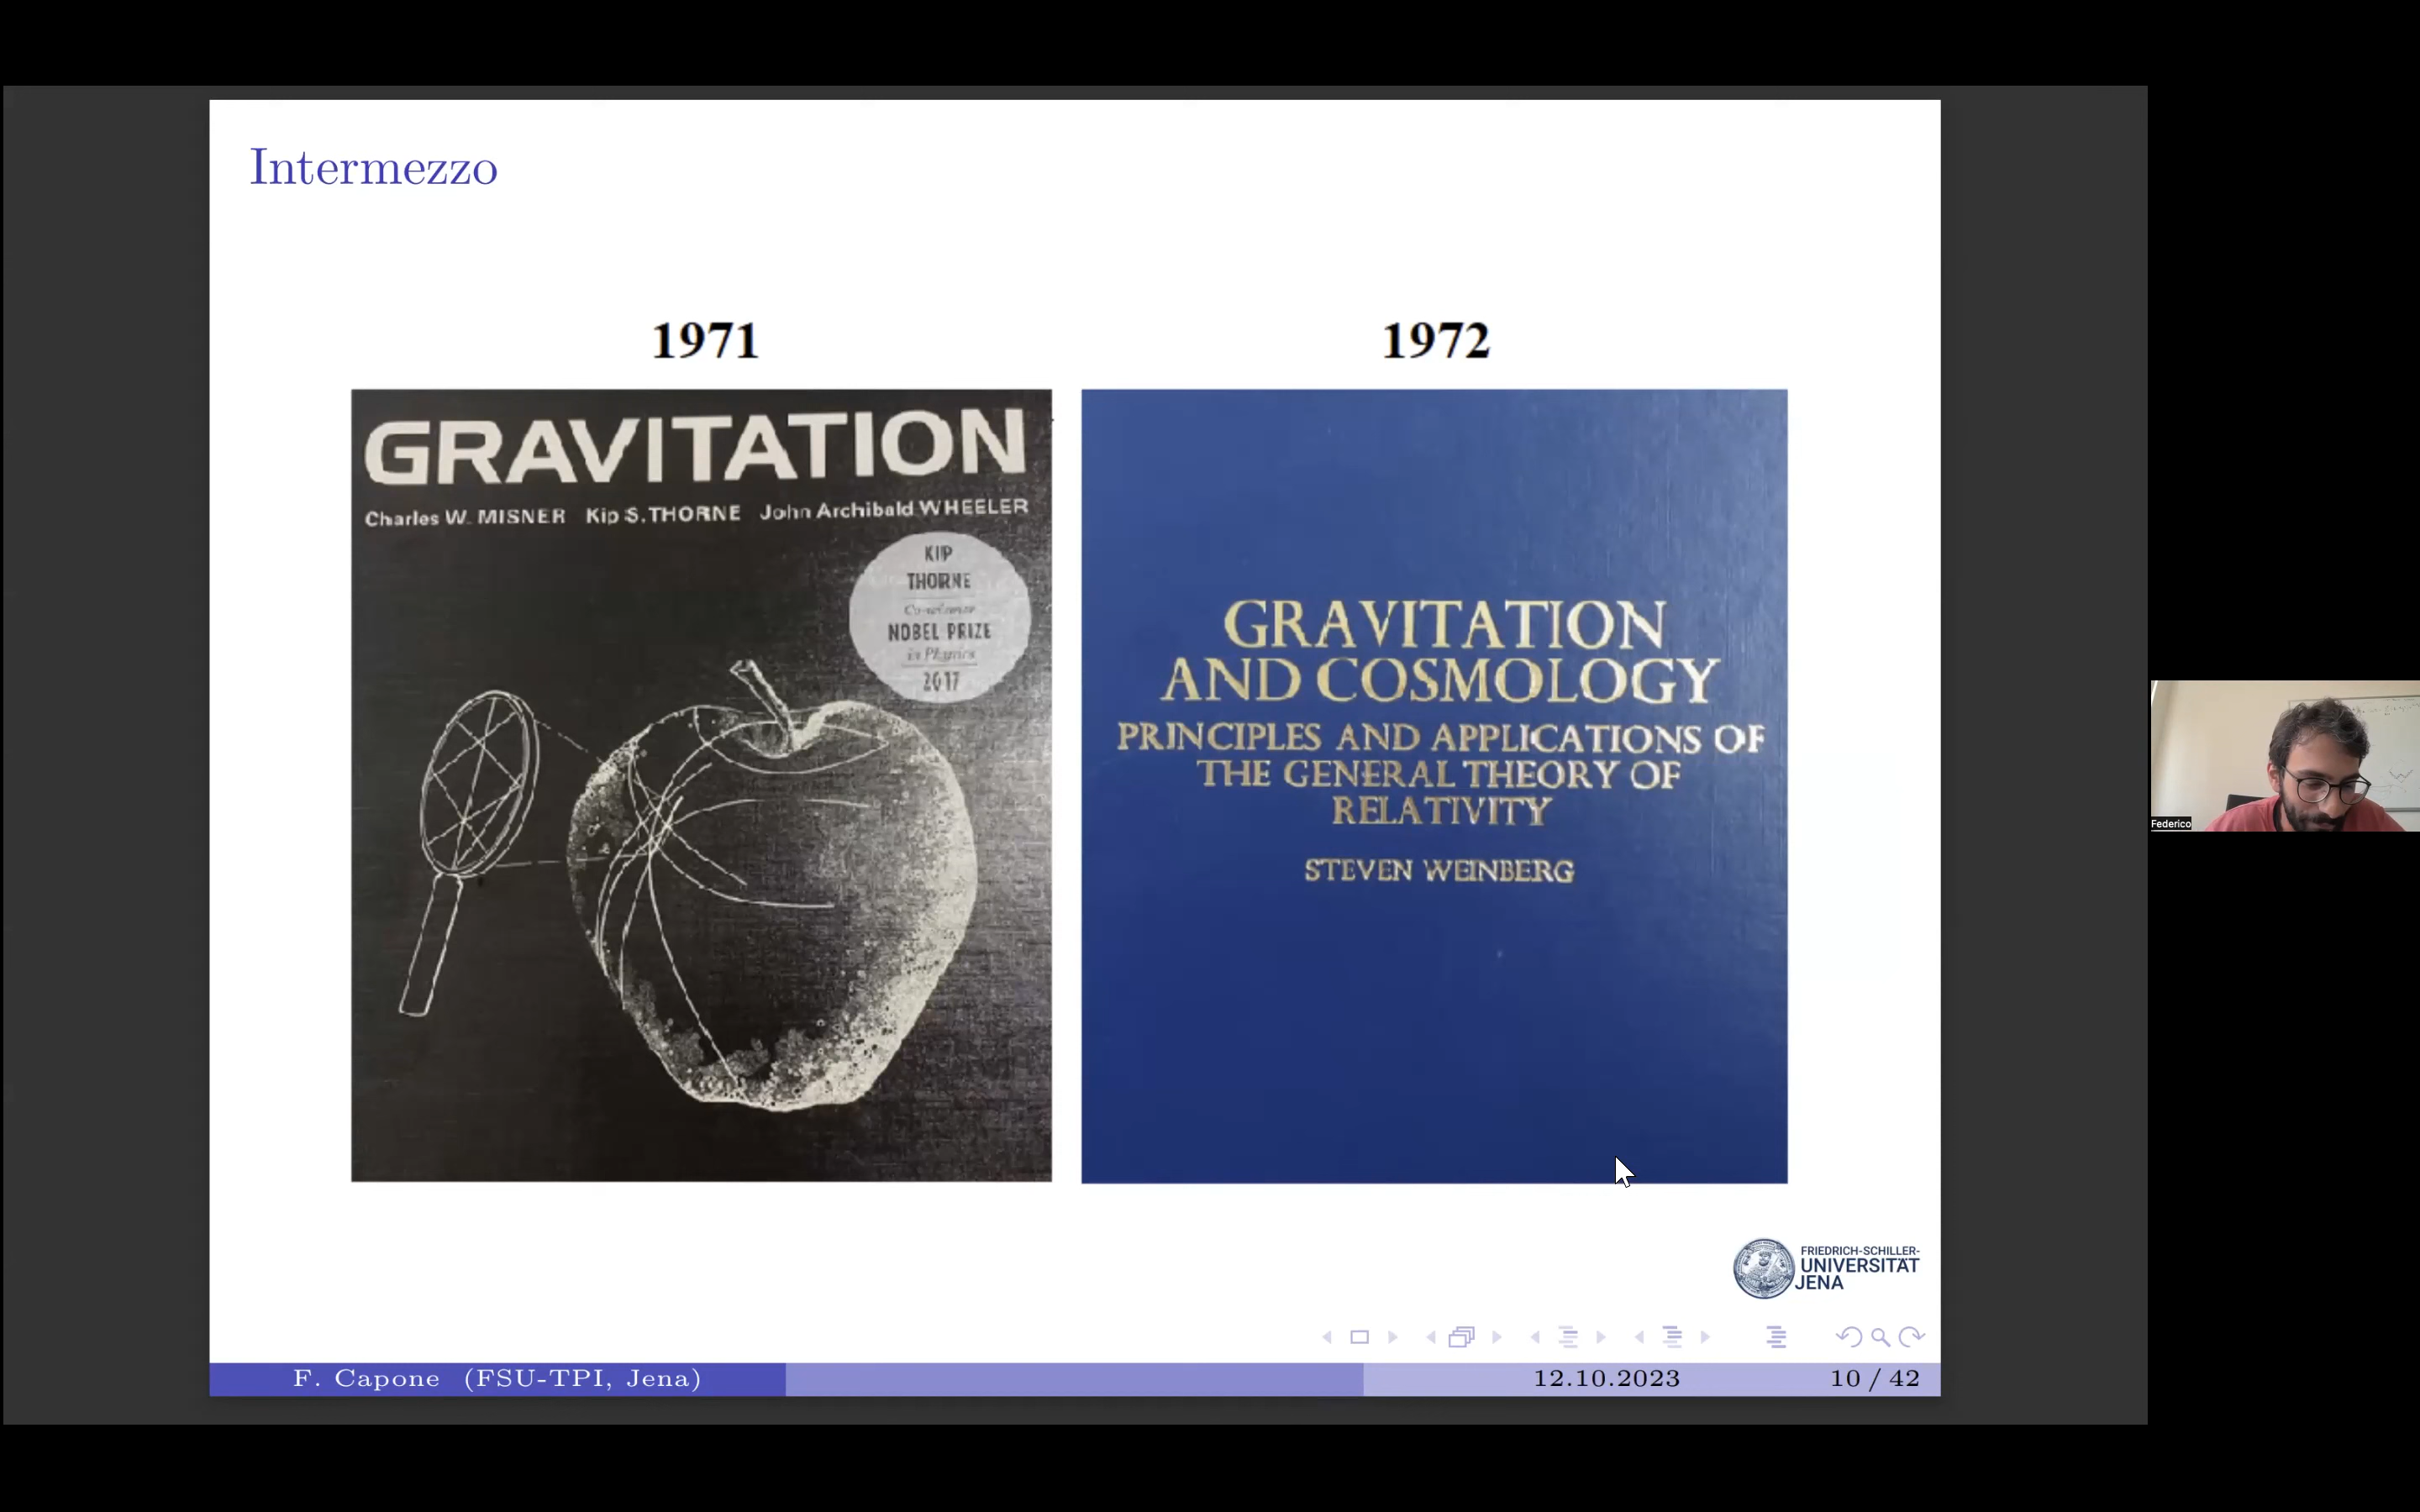 Intermezzo
1971
1972
GRAVITATION
Charles W. MISNER Kip S. THORNE John Archibald WHEELER
KIP
THORNE
Co-winner
NOBEL PRIZE
in Physics
2017
GRAVITATION
AND COSMOLOGY
PRINCIPLES AND APPLICATIONS OF
THE GENERAL THEORY OF
RELATIVITY
STEVEN WEINBERG
Federico
FRIEDRICH-SCHILLER-
UNIVERSITÄT
JENA
F. Capone (FSU-TPI, Jena)
12.10.2023
10 / 42